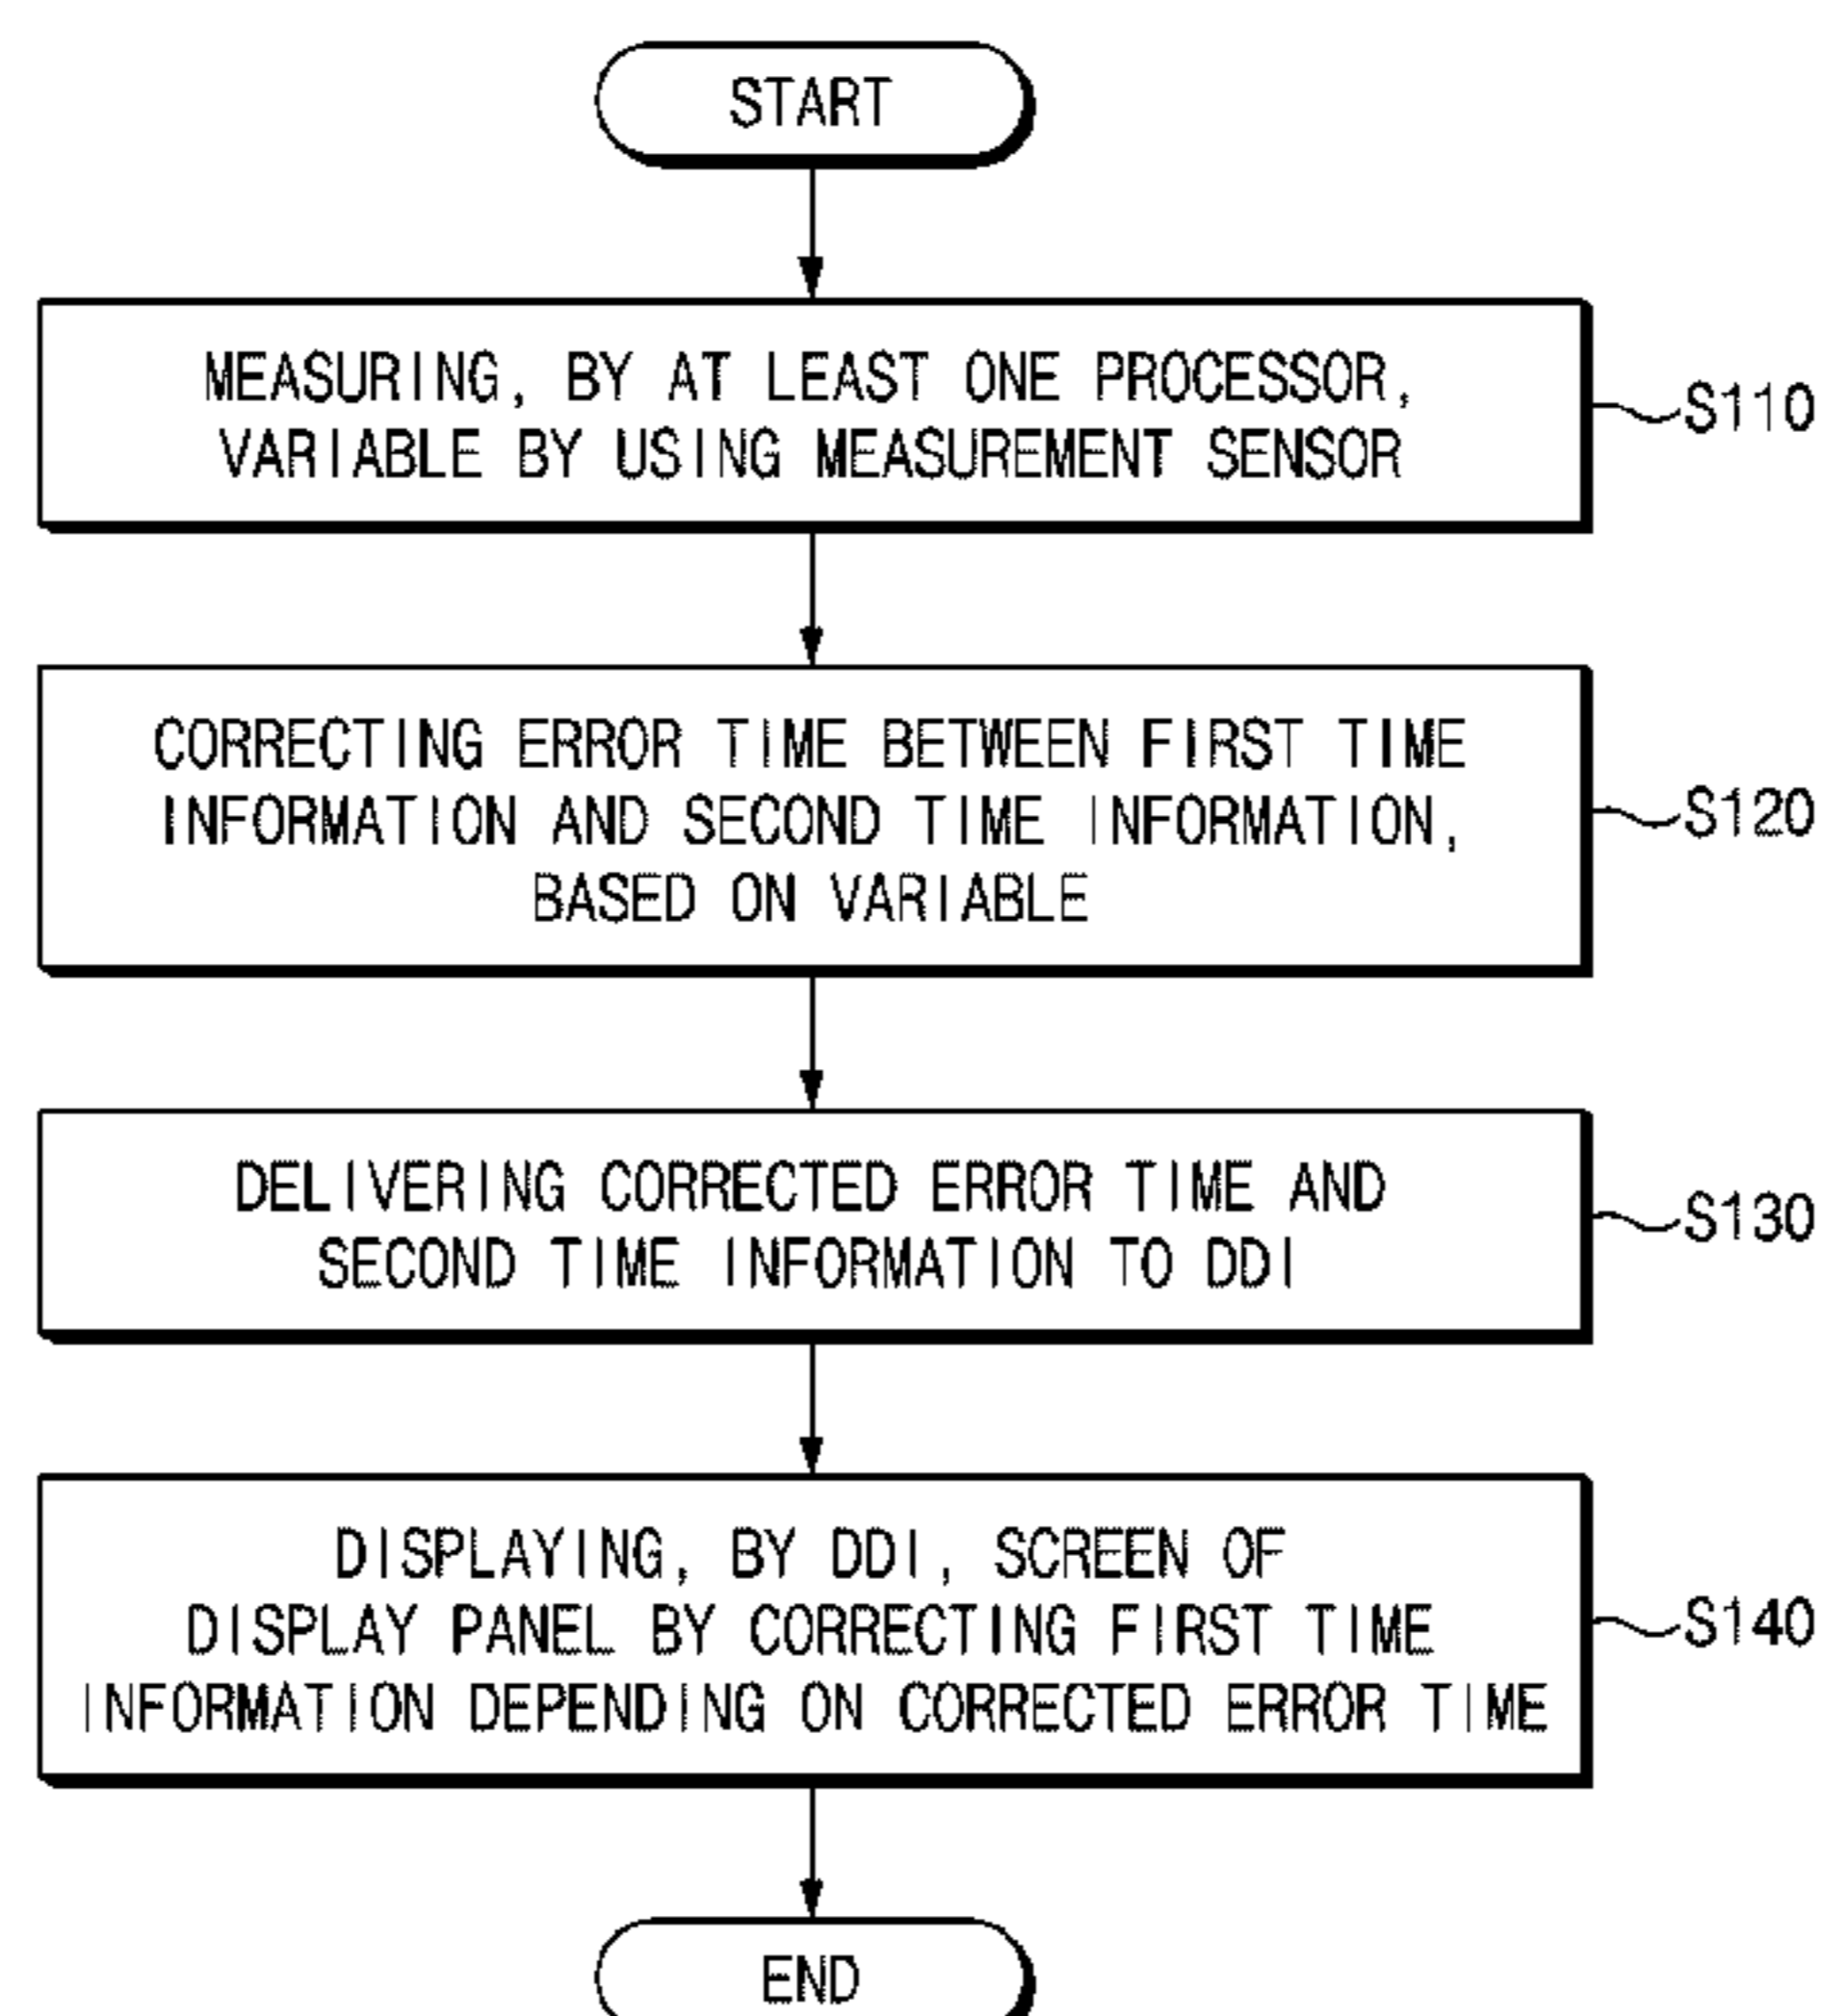 START
MEASURING, BY AT LEAST ONE PROCESSOR,
VARIABLE BY USING MEASUREMENT SENSOR
S110
CORRECTING ERROR TIME BETWEEN FIRST TIME
INFORMATION AND SECOND TIME INFORMATION,
BASED ON VARIABLE
S120
DELIVERING CORRECTED ERROR TIME AND
SECOND TIME INFORMATION TO DDI
S130
DISPLAYING, BY DDI, SCREEN OF
DISPLAY PANEL BY CORRECTING FIRST TIME
INFORMATION DEPENDING ON CORRECTED ERROR TIME
S140
END